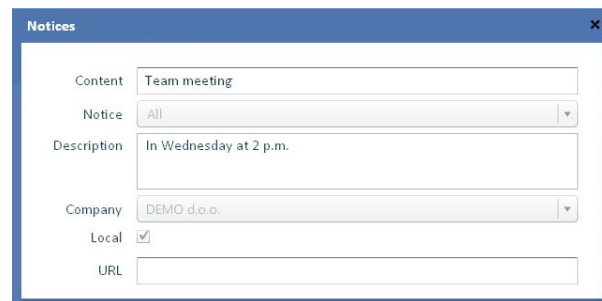 Notices
Content Team meeting
Notice All
Description In Wednesday at 2 p.m.
Company DEMO d.o.o.
Local
URL